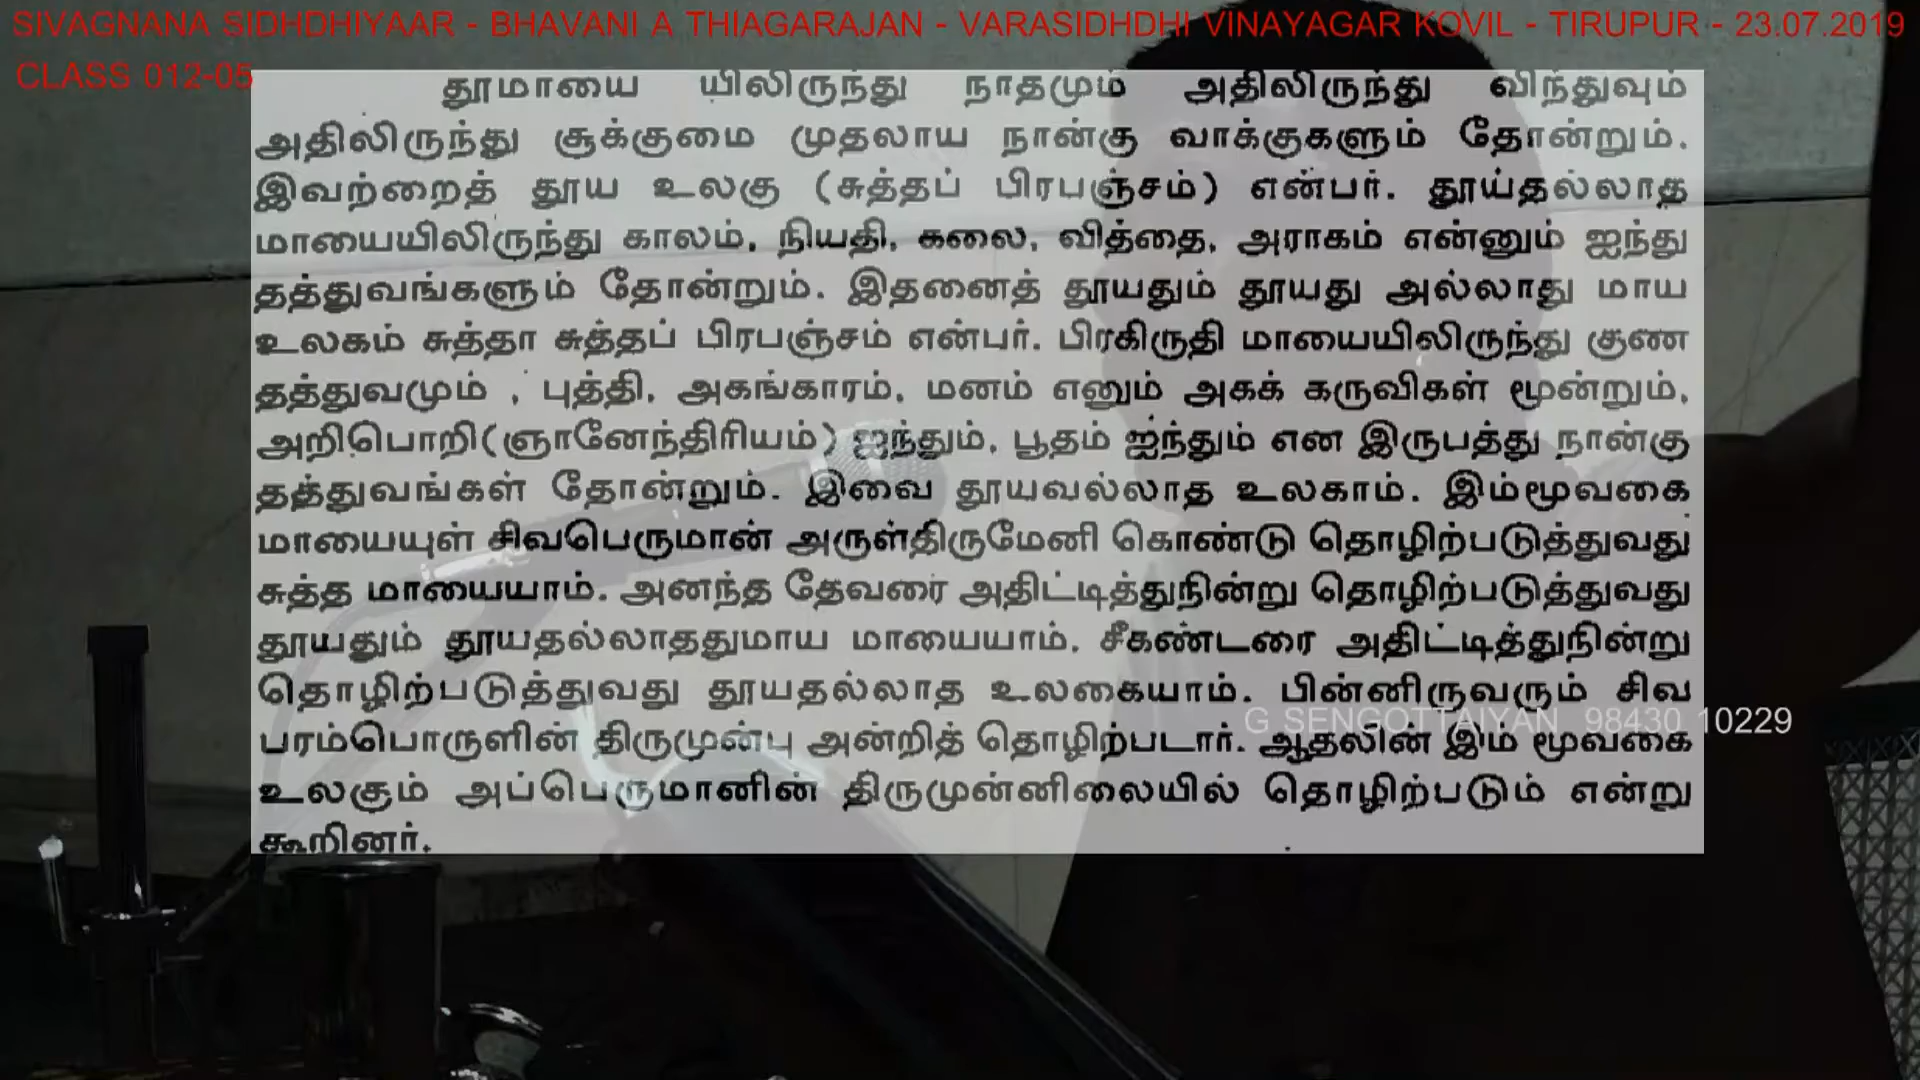 SIVAGNANA SIDHDHIYAAR - BHAVANI A THIAGARAJAN - VARASIDHDHI VINAYAGAR KOVIL - TIRUPUR - 23.07.2019
CLASS 012-05
தூமாயை யிலிருந்து நாதமும் அதிலிருந்து விந்துவும்
அதிலிருந்து சூக்குமை முதலாய நான்கு வாக்குகளும் தோன்றும்.
இவற்றைத் தூய உலகு (சுத்தப் பிரபஞ்சம்) என்பர். தூய்தல்லாத
மாயையிலிருந்து காலம், நியதி, கலை, வித்தை, அராகம் என்னும் ஐந்து
தத்துவங்களும் தோன்றும். இதனைத் தூயதும் தூயது அல்லாது மாய
உலகம் சுத்தா சுத்தப் பிரபஞ்சம் என்பர். பிரகிருதி மாயையிலிருந்து குண
தத்துவமும் , புத்தி, அகங்காரம், மனம் எனும் அகக் கருவிகள் மூன்றும்,
அறிபொறி(ஞானேந்திரியம்) ஐந்தும், பூதம் ஐந்தும் என இருபத்து நான்கு
தத்துவங்கள் தோன்றும். இவை தூயவல்லாத உலகாம். இம்மூவகை
மாயையுள் சிவபெருமான் அருள்திருமேனி கொண்டு தொழிற்படுத்துவது
சுத்த மாயையாம். அனந்த தேவரை அதிட்டித்துநின்று தொழிற்படுத்துவது
தூயதும் தூயதல்லாததுமாய மாயையாம். சீகண்டரை அதிட்டித்துநின்று
தொழிற்படுத்துவது தூயதல்லாத உலகையாம். பின்னிருவரும் சிவ
G SENGOTTAIYAN 98430 10229
பரம்பொருளின் திருமுன்பு அன்றித் தொழிற்படார். ஆதலின் இம் மூவகை
உலகும் அப்பெருமானின் திருமுன்னிலையில் தொழிற்படும் என்று
கூறினர்.